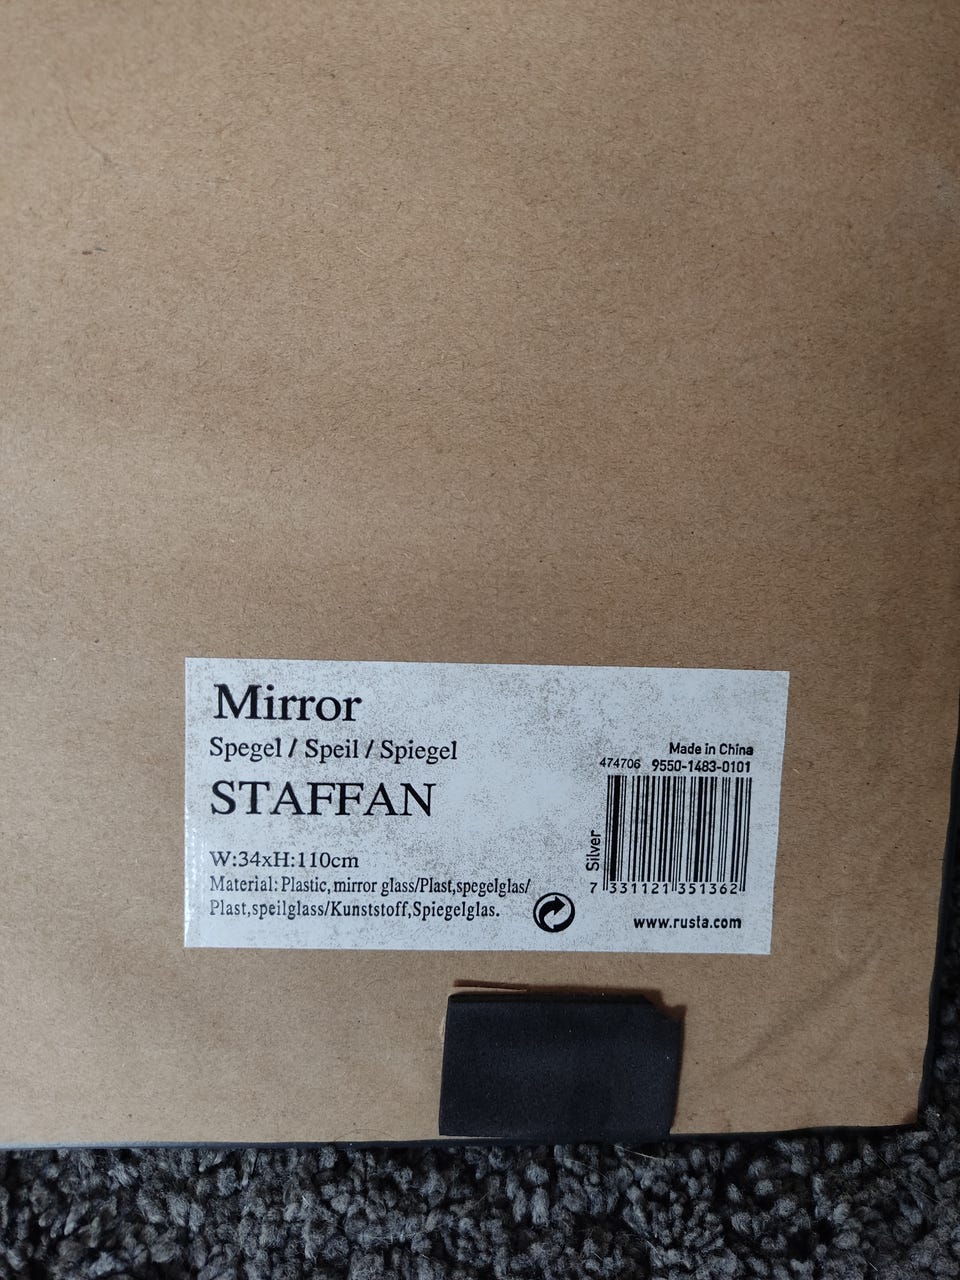 Mirror
Spegel / Speil / Spiegel
STAFFAN
W:34xH:110cm
Material: Plastic, mirror glass/Plast,spegelglas/
Plast,speilglass/Kunststoff,Spiegelglas.
Made in China
474706 9550-1483-0101
Silver
7 331121 351362
www.rusta.com